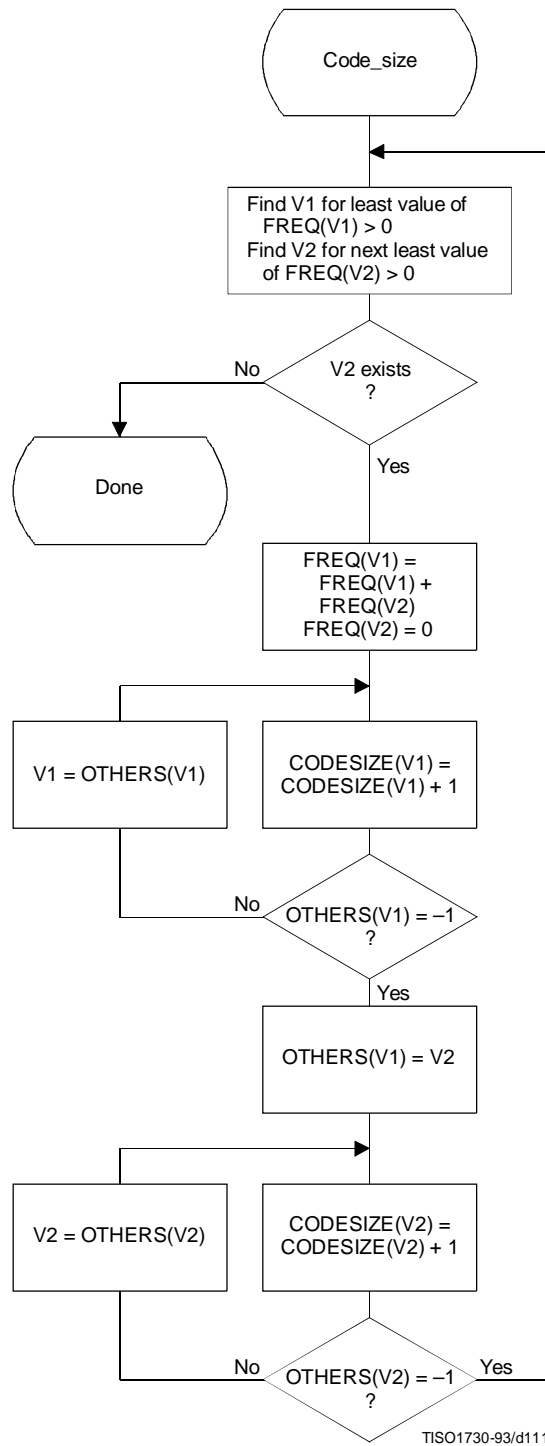 Code_size
Find V1 for least value of
FREQ(V1) > 0
Find V2 for next least value
of FREQ(V2) > 0
No
V2 exists
?
Done
Yes
FREQ(V1) =
FREQ(V1) +
FREQ(V2)
FREQ(V2) = 0
V1 = OTHERS(V1)
CODESIZE(V1) =
CODESIZE(V1) + 1
No
OTHERS(V1) = –1
?
Yes
OTHERS(V1) = V2
V2 = OTHERS(V2)
CODESIZE(V2) =
CODESIZE(V2) + 1
No
OTHERS(V2) = –1
?
Yes
TISO1730-93/d111